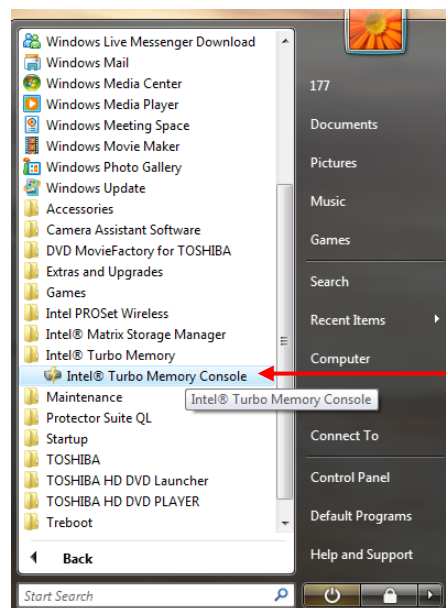 Windows Live Messenger Download
Windows Mail
Windows Media Center
Windows Media Player
Windows Meeting Space
Windows Movie Maker
Windows Photo Gallery
Windows Update
Accessories
Camera Assistant Software
DVD MovieFactory for TOSHIBA
Extras and Upgrades
Games
Intel PROSet Wireless
Intel® Matrix Storage Manager
Intel® Turbo Memory
Intel® Turbo Memory Console
Maintenance
Intel® Turbo Memory Console
Protector Suite QL
Startup
TOSHIBA
TOSHIBA HD DVD Launcher
TOSHIBA HD DVD PLAYER
Treboot
Back
Start Search
177
Documents
Pictures
Music
Games
Search
Recent Items
Computer
Connect To
Control Panel
Default Programs
Help and Support